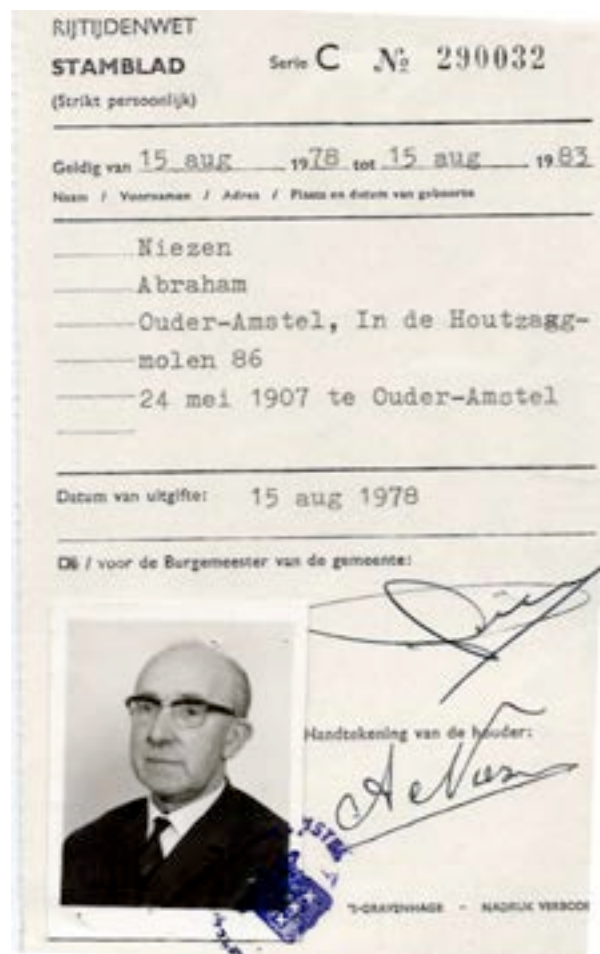 RIJTIJDENWET
STAMBLAD Serie C № 290032
(Strikt persoonlijk)
Geldig van 15 aug 1978 tot 15 aug 1983
Naam / Voornamen / Adres / Plaats en datum van geboorte
Niezen
Abraham
Ouder-Amstel, In de Houtzagg-
molen 86
24 mei 1907 te Ouder-Amstel
Datum van uitgifte: 15 aug 1978
/ voor de Burgemeester van de gemeente:
Handtekening van de houder:
'S-GRAVENHAGE - NADRUK VERBODE